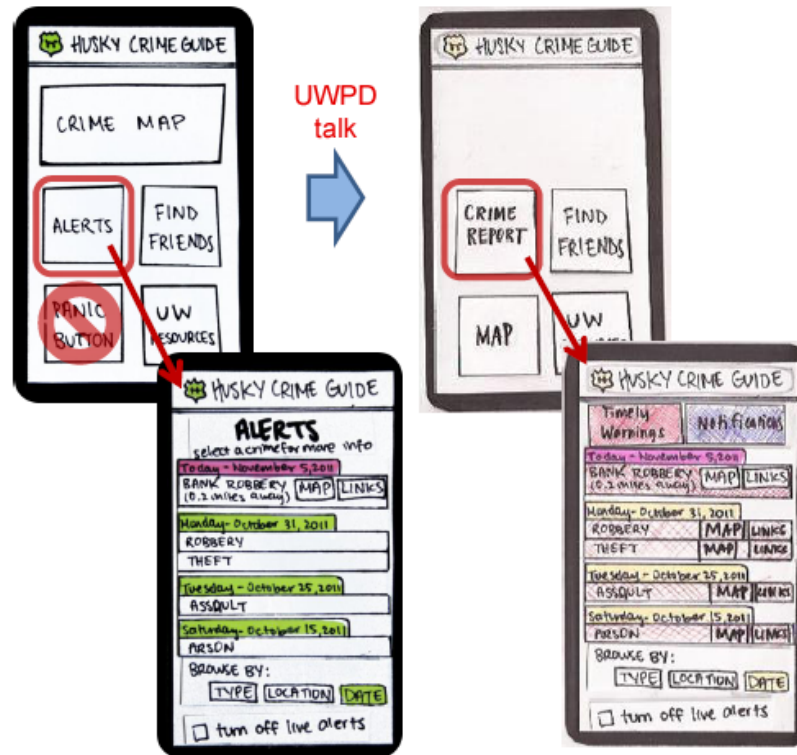 HUSKY CRIME GUIDE
CRIME MAP
ALERTS
FIND
FRIENDS
PANIC
BUTTON
UW
RESOURCES
UWPD
talk
HUSKY CRIME GUIDE
CRIME
REPORT
FIND
FRIENDS
MAP
UW
HUSKY CRIME GUIDE
ALERTS
select a crime for more info
Today - November 5, 2011
BANK ROBBERY MAP LINKS
(0.2 miles away)
Monday - October 31, 2011
ROBBERY
THEFT
Tuesday - October 25, 2011
ASSQULT
Saturday - October 15, 2011
ARSON
BROWSE BY:
TYPE LOCATION DATE
turn off live alerts
HUSKY CRIME GUIDE
Timely
Warnings
Notifications
Today - November 5, 2011
BANK ROBBERY MAP LINKS
(0.2 miles away)
Monday - October 31, 2011
ROBBERY MAP LINKS
THEFT MAP LINKS
Tuesday - October 25, 2011
ASSAULT MAP LINKS
Saturday - October 15, 2011
ARSON MAP LINKS
BROWSE BY:
TYPE LOCATION DATE
turn off live alerts